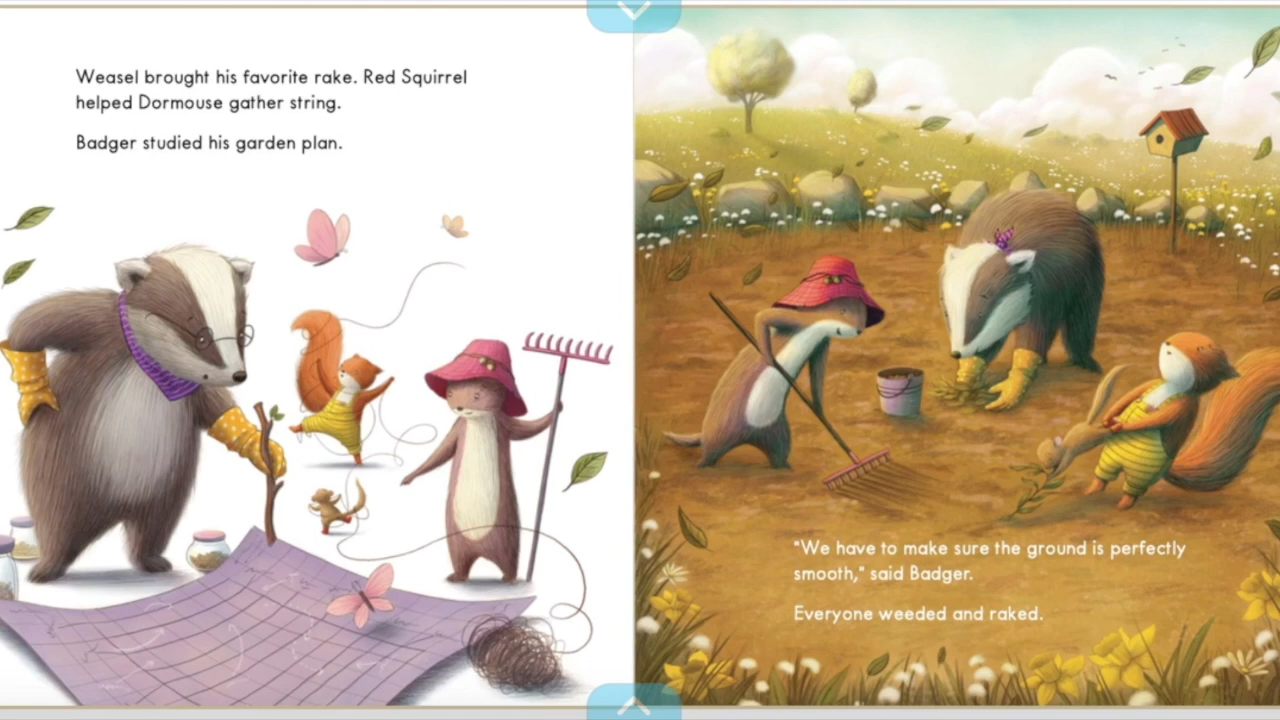 Weasel brought his favorite rake. Red Squirrel
helped Dormouse gather string.
Badger studied his garden plan.
"We have to make sure the ground is perfectly
smooth," said Badger.
Everyone weeded and raked.